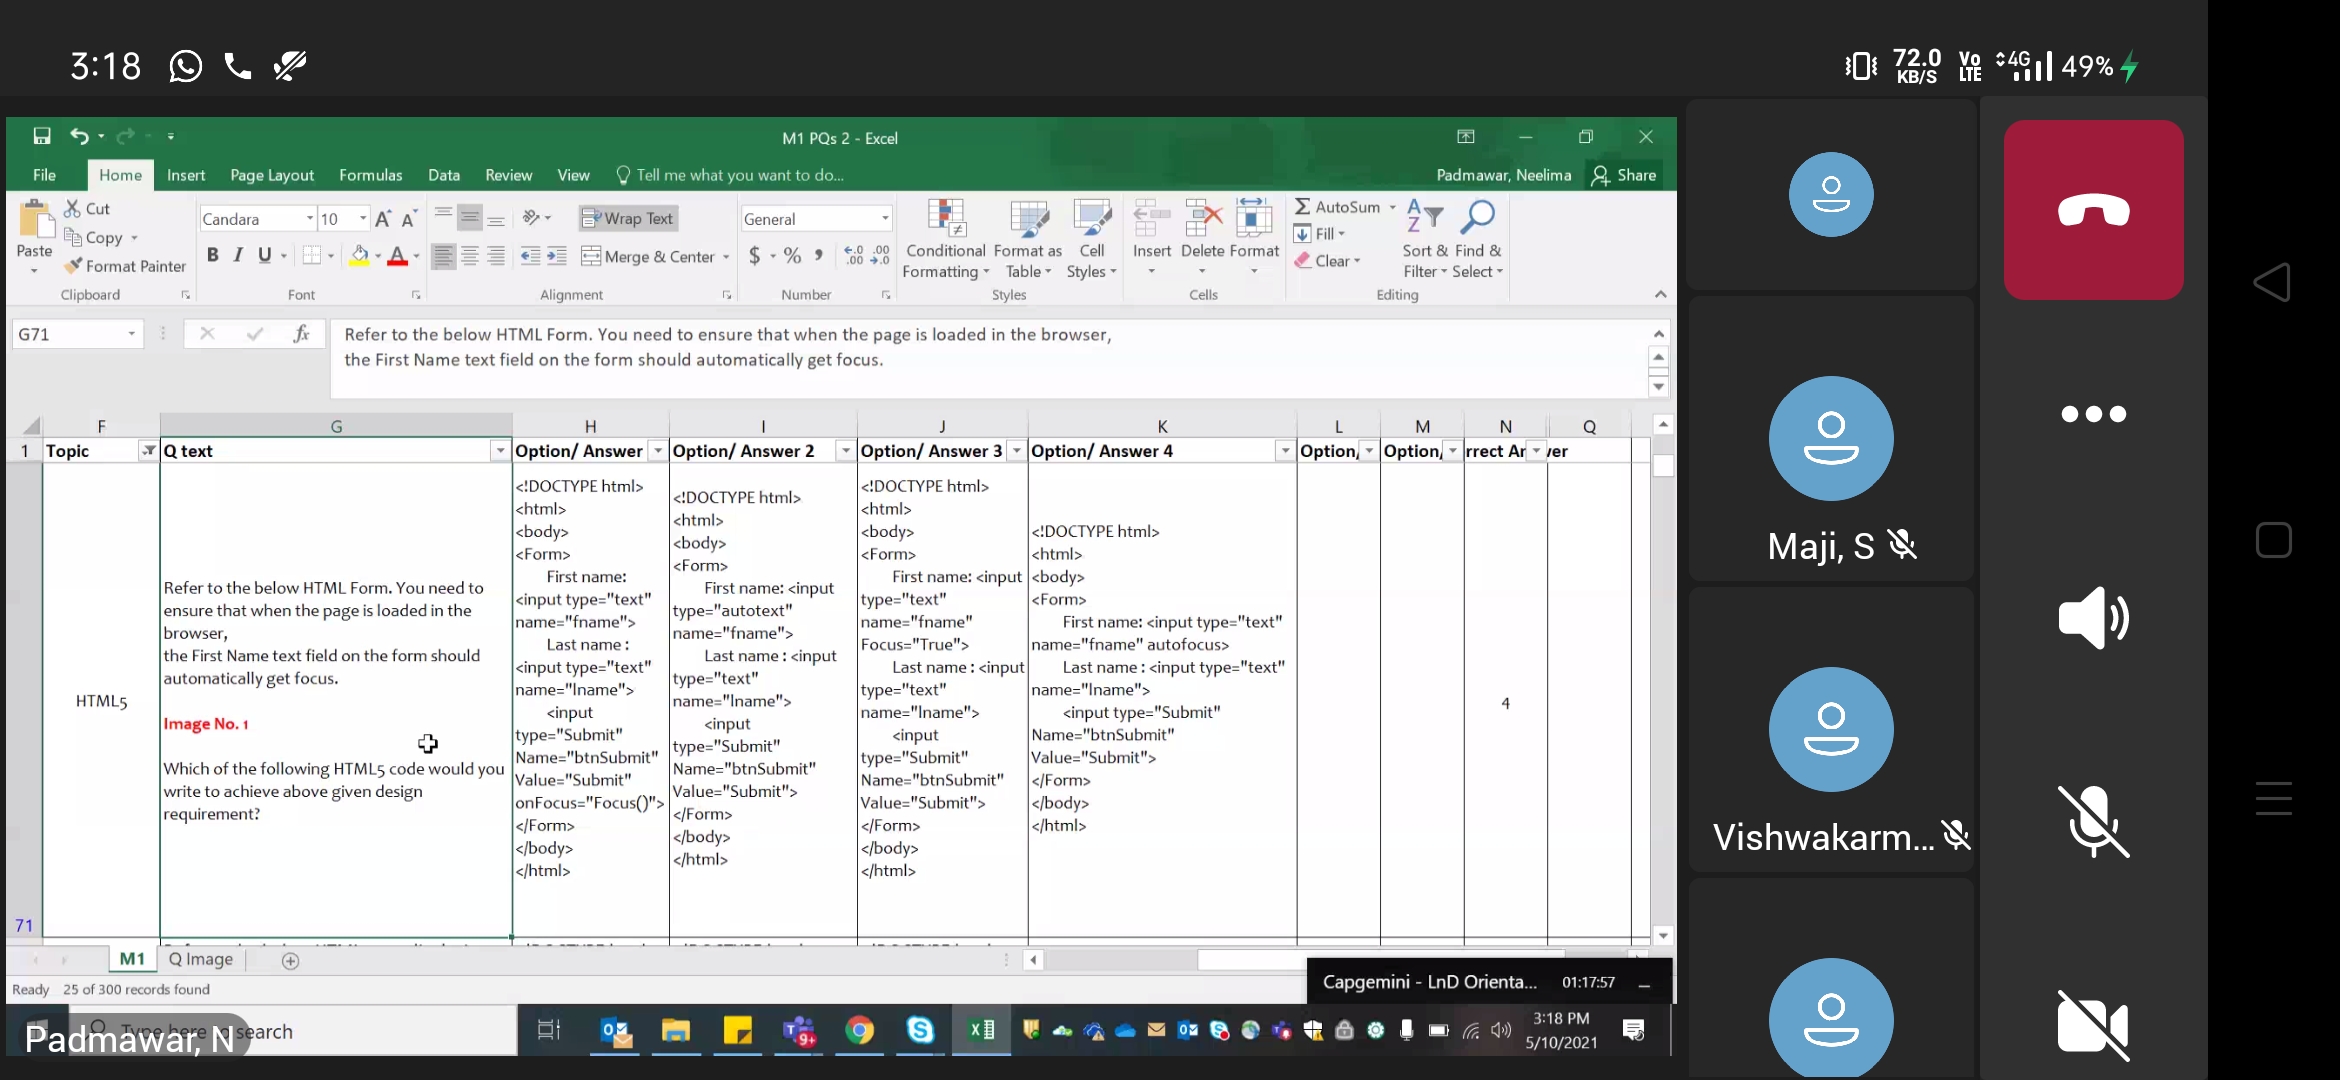 3:18
72.0
KB/S
Vo
LTE
4G
49%
M1 PQs 2 - Excel
File Home Insert Page Layout Formulas Data Review View Tell me what you want to do...
Padmawar, Neelima Share
Paste
Cut
Copy
Format Painter
Clipboard
Candara 10
B I U
Font
Wrap Text
Merge & Center
Alignment
General
$ % ,
Number
Conditional Formatting
Format as Table
Cell Styles
Styles
Insert Delete Format
Cells
AutoSum
Fill
Clear
Sort & Filter
Find & Select
Editing
G71
fx
Refer to the below HTML Form. You need to ensure that when the page is loaded in the browser,
the First Name text field on the form should automatically get focus.
F G H I J K L M N Q
1 Topic Q text Option/ Answer Option/ Answer 2 Option/ Answer 3 Option/ Answer 4 Option, Option, rrect Ar ver
71
HTML5
Refer to the below HTML Form. You need to
ensure that when the page is loaded in the
browser,
the First Name text field on the form should
automatically get focus.
Image No. 1
Which of the following HTML5 code would you
write to achieve above given design
requirement?
<!DOCTYPE html>
<html>
<body>
<Form>
First name:
<input type="text"
name="fname">
Last name :
<input type="text"
name="lname">
<input
type="Submit"
Name="btnSubmit"
Value="Submit"
onFocus="Focus()">
</Form>
</body>
</html>
<!DOCTYPE html>
<html>
<body>
<Form>
First name: <input
type="autotext"
name="fname">
Last name : <input
type="text"
name="lname">
<input
type="Submit"
Name="btnSubmit"
Value="Submit">
</Form>
</body>
</html>
<!DOCTYPE html>
<html>
<body>
<Form>
First name: <input
type="text"
name="fname"
Focus="True">
Last name : <input
type="text"
name="lname">
<input
type="Submit"
Name="btnSubmit"
Value="Submit">
</Form>
</body>
</html>
<!DOCTYPE html>
<html>
<body>
<Form>
First name: <input type="text"
name="fname" autofocus>
Last name : <input type="text"
name="lname">
<input type="Submit"
Name="btnSubmit"
Value="Submit">
</Form>
</body>
</html>
4
M1 Q Image
Ready 25 of 300 records found
Capgemini - LnD Orienta... 01:17:57
Type here to search
Padmawar, N
9+
3:18 PM
5/10/2021
Maji, S
Vishwakarm...